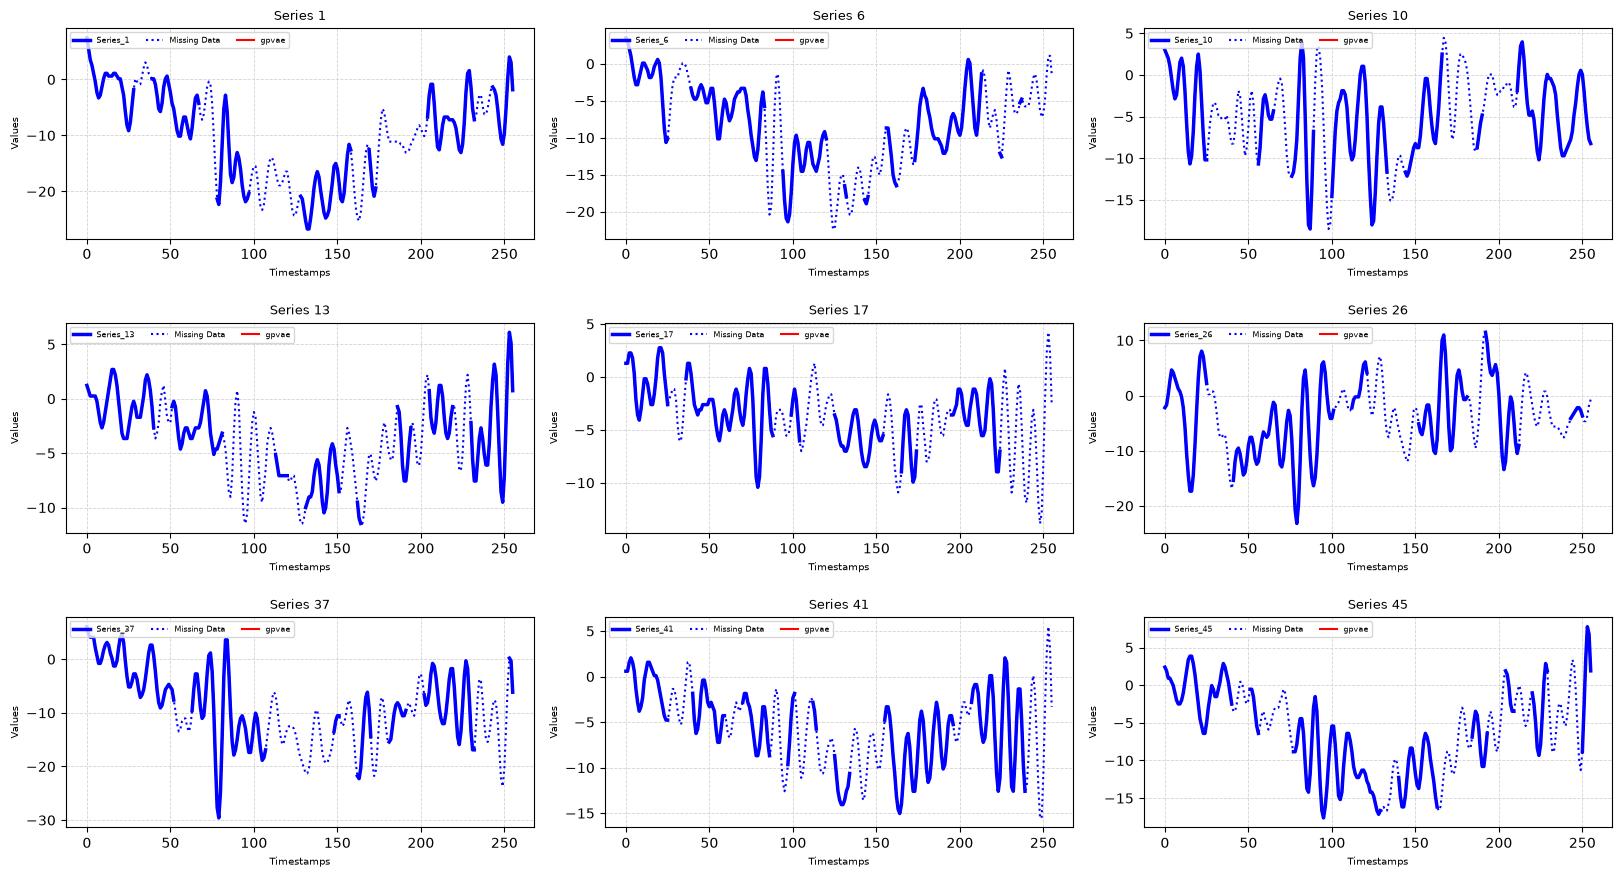 Series 1
Series_1 Missing Data gpvae
Values
0
−10
−20
0 50 100 150 200 250
Timestamps
Series 6
Series_6 Missing Data gpvae
Values
0
−5
−10
−15
−20
0 50 100 150 200 250
Timestamps
Series 10
Series_10 Missing Data gpvae
Values
5
0
−5
−10
−15
0 50 100 150 200 250
Timestamps
Series 13
Series_13 Missing Data gpvae
Values
5
0
−5
−10
0 50 100 150 200 250
Timestamps
Series 17
Series_17 Missing Data gpvae
Values
5
0
−5
−10
0 50 100 150 200 250
Timestamps
Series 26
Series_26 Missing Data gpvae
Values
10
0
−10
−20
0 50 100 150 200 250
Timestamps
Series 37
Series_37 Missing Data gpvae
Values
0
−10
−20
−30
0 50 100 150 200 250
Timestamps
Series 41
Series_41 Missing Data gpvae
Values
5
0
−5
−10
−15
0 50 100 150 200 250
Timestamps
Series 45
Series_45 Missing Data gpvae
Values
5
0
−5
−10
−15
0 50 100 150 200 250
Timestamps